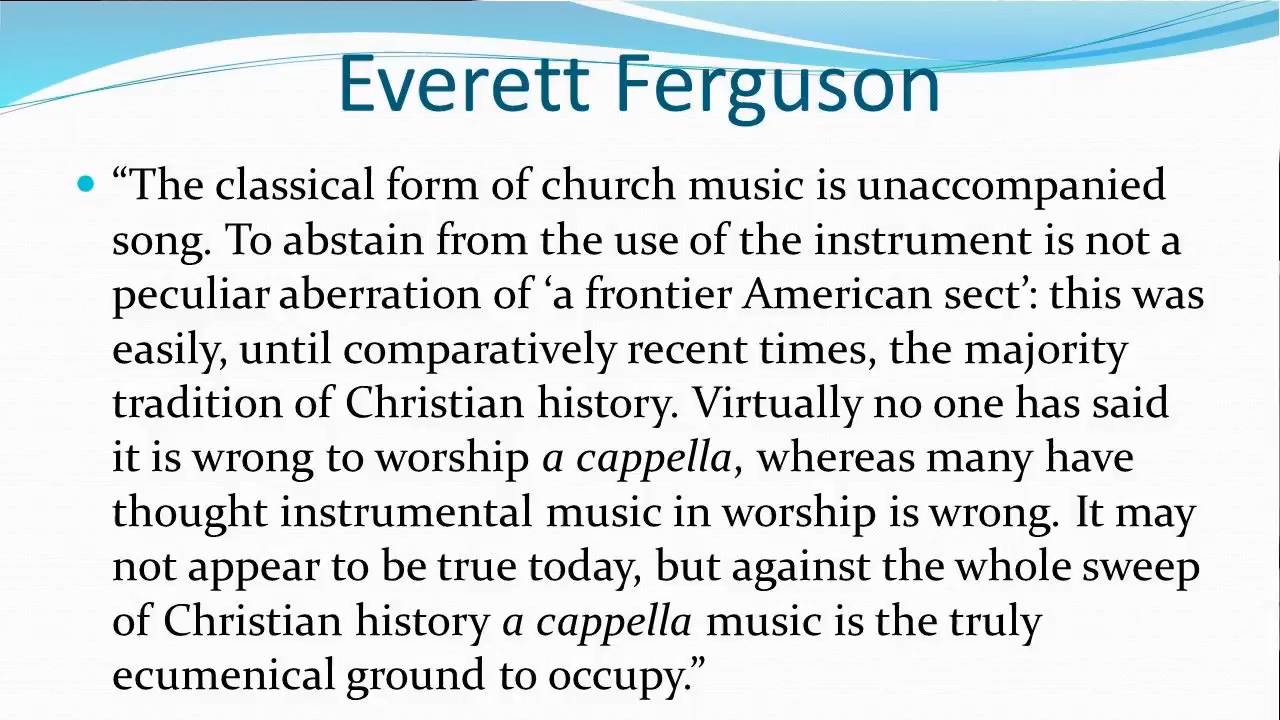 Everett Ferguson
• “The classical form of church music is unaccompanied
song. To abstain from the use of the instrument is not a
peculiar aberration of ‘a frontier American sect’: this was
easily, until comparatively recent times, the majority
tradition of Christian history. Virtually no one has said
it is wrong to worship a cappella, whereas many have
thought instrumental music in worship is wrong. It may
not appear to be true today, but against the whole sweep
of Christian history a cappella music is the truly
ecumenical ground to occupy.”